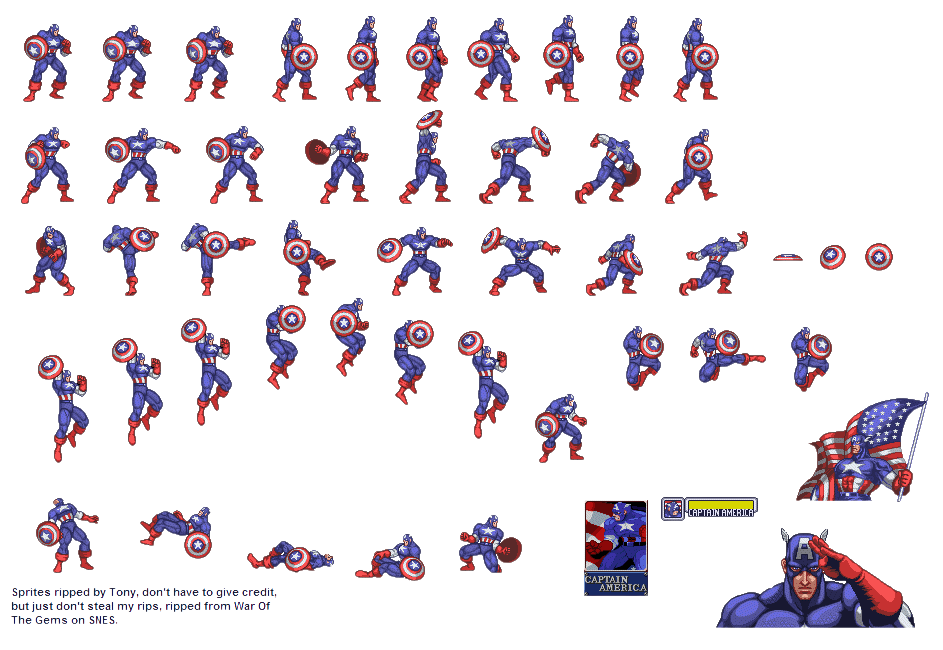 CAPTAIN AMERICA
CAPTAIN
AMERICA
Sprites ripped by Tony, don't have to give credit,
but just don't steal my rips, ripped from War Of
The Gems on SNES.